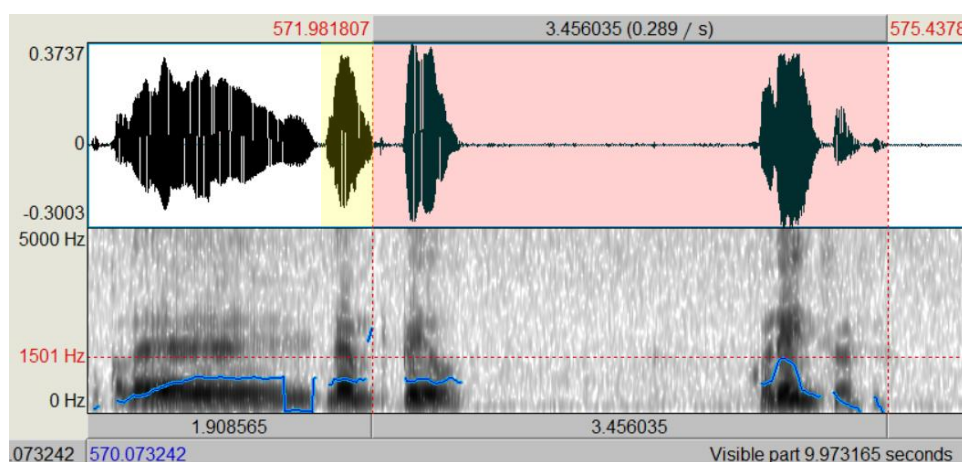 571.981807 3.456035 (0.289 / s) 575.4378
0.3737
0
-0.3003
5000 Hz
1501 Hz
0 Hz
1.908565 3.456035
.073242 570.073242 Visible part 9.973165 seconds